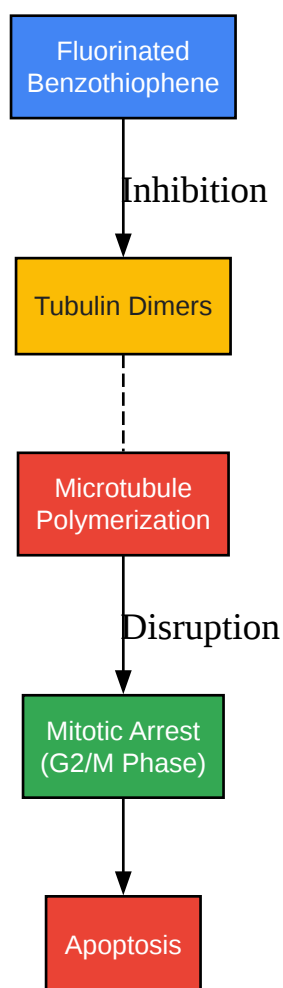 Fluorinated
Benzothiophene
Inhibition
Tubulin Dimers
Microtubule
Polymerization
Disruption
Mitotic Arrest
(G2/M Phase)
Apoptosis